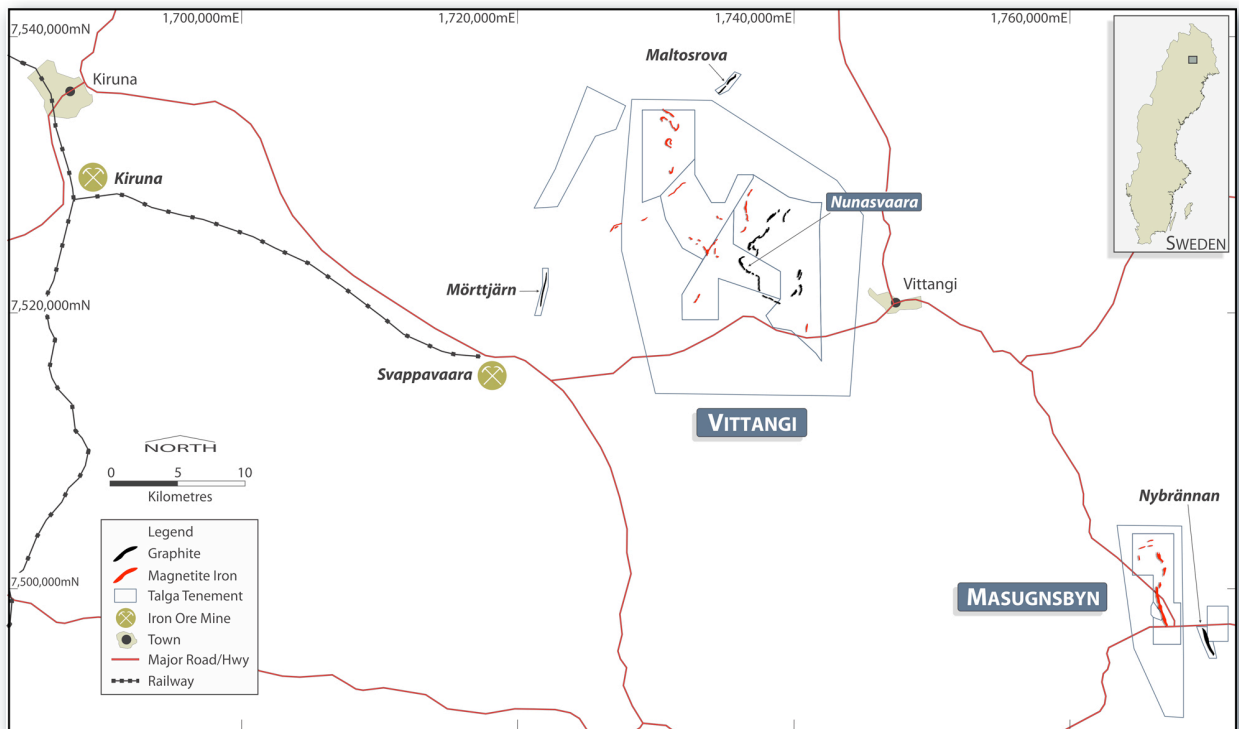 1,700,000mE
1,720,000mE
1,740,000mE
1,760,000mE
7,540,000mN
Kiruna
Maltosrova
Kiruna
Nunasvaara
SWEDEN
Mörttjärn
Vittangi
7,520,000mN
Svappavaara
VITTANGI
NORTH
0 5 10
Kilometres
Nybrännan
Legend
Graphite
Magnetite Iron
Talga Tenement
Iron Ore Mine
Town
Major Road/Hwy
Railway
7,500,000mN
MASUGNSBYN